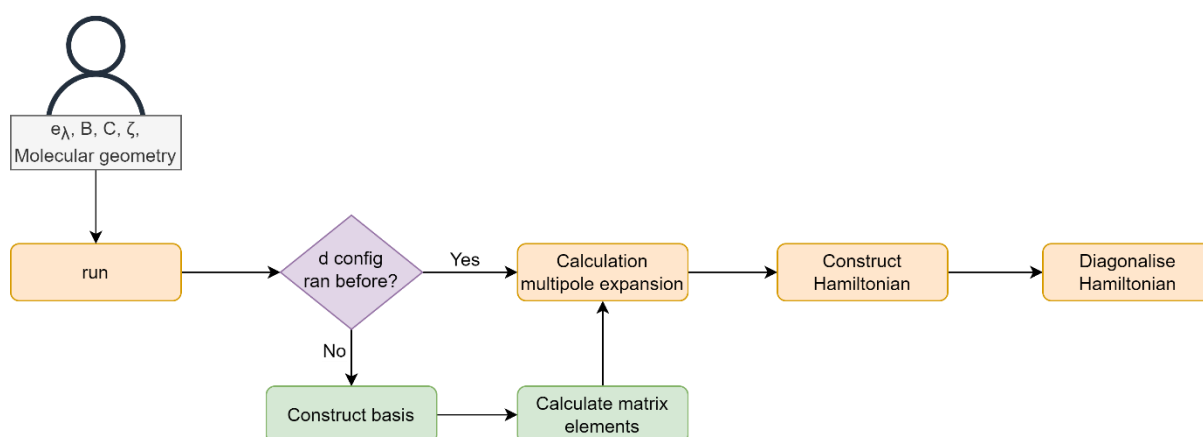 eλ, B, C, ζ,
Molecular geometry
run
d config
ran before?
Yes
No
Calculation
multipole expansion
Construct
Hamiltonian
Diagonalise
Hamiltonian
Construct basis
Calculate matrix
elements